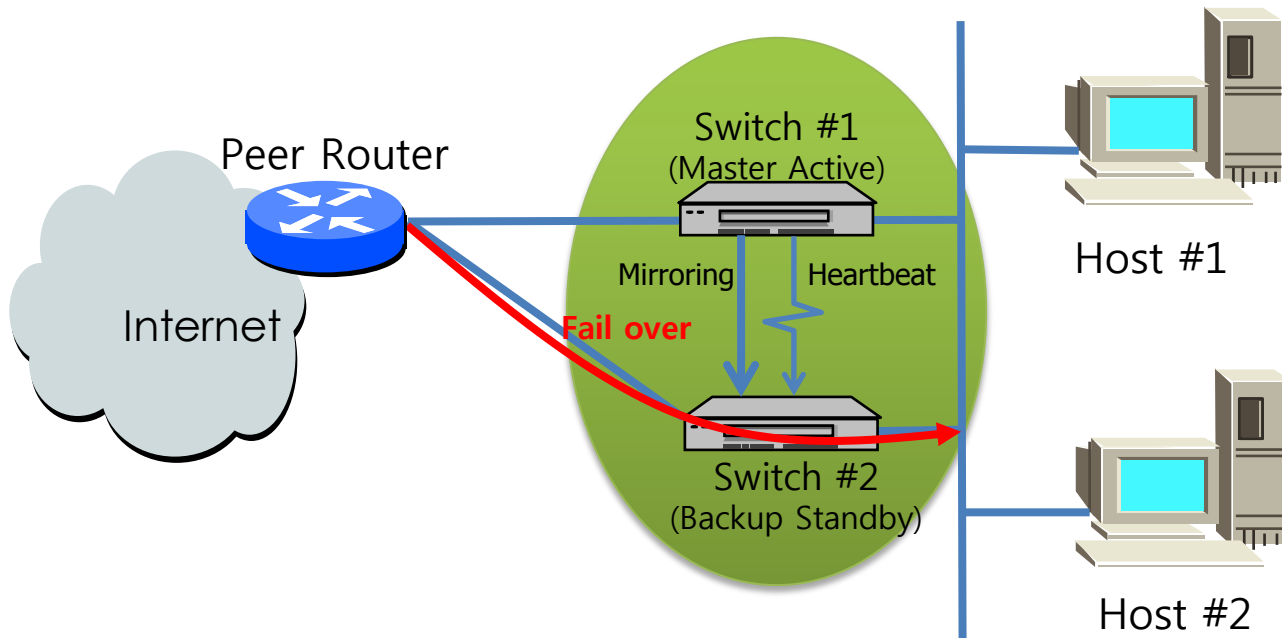 Peer Router
Internet
Switch #1
(Master Active)
Mirroring
Heartbeat
Fail over
Switch #2
(Backup Standby)
Host #1
Host #2